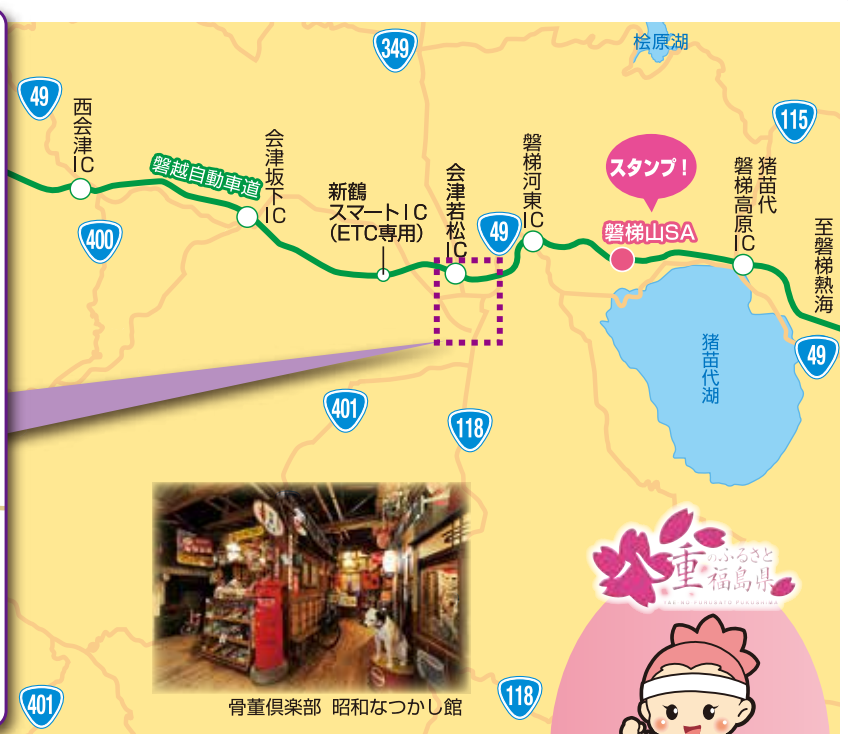 349
桧原湖
49
115
西会津IC
会津坂下IC
磐越自動車道
新鶴
スマートIC
（ETC専用）
会津若松IC
49
磐梯河東IC
スタンプ！
磐梯山SA
猪苗代
磐梯高原IC
至磐梯熱海
400
猪苗代湖
49
401
118
八重のふるさと
福島県
YAE NO FURUSATO FUKUSHIMA
骨董倶楽部 昭和なつかし館
401
118